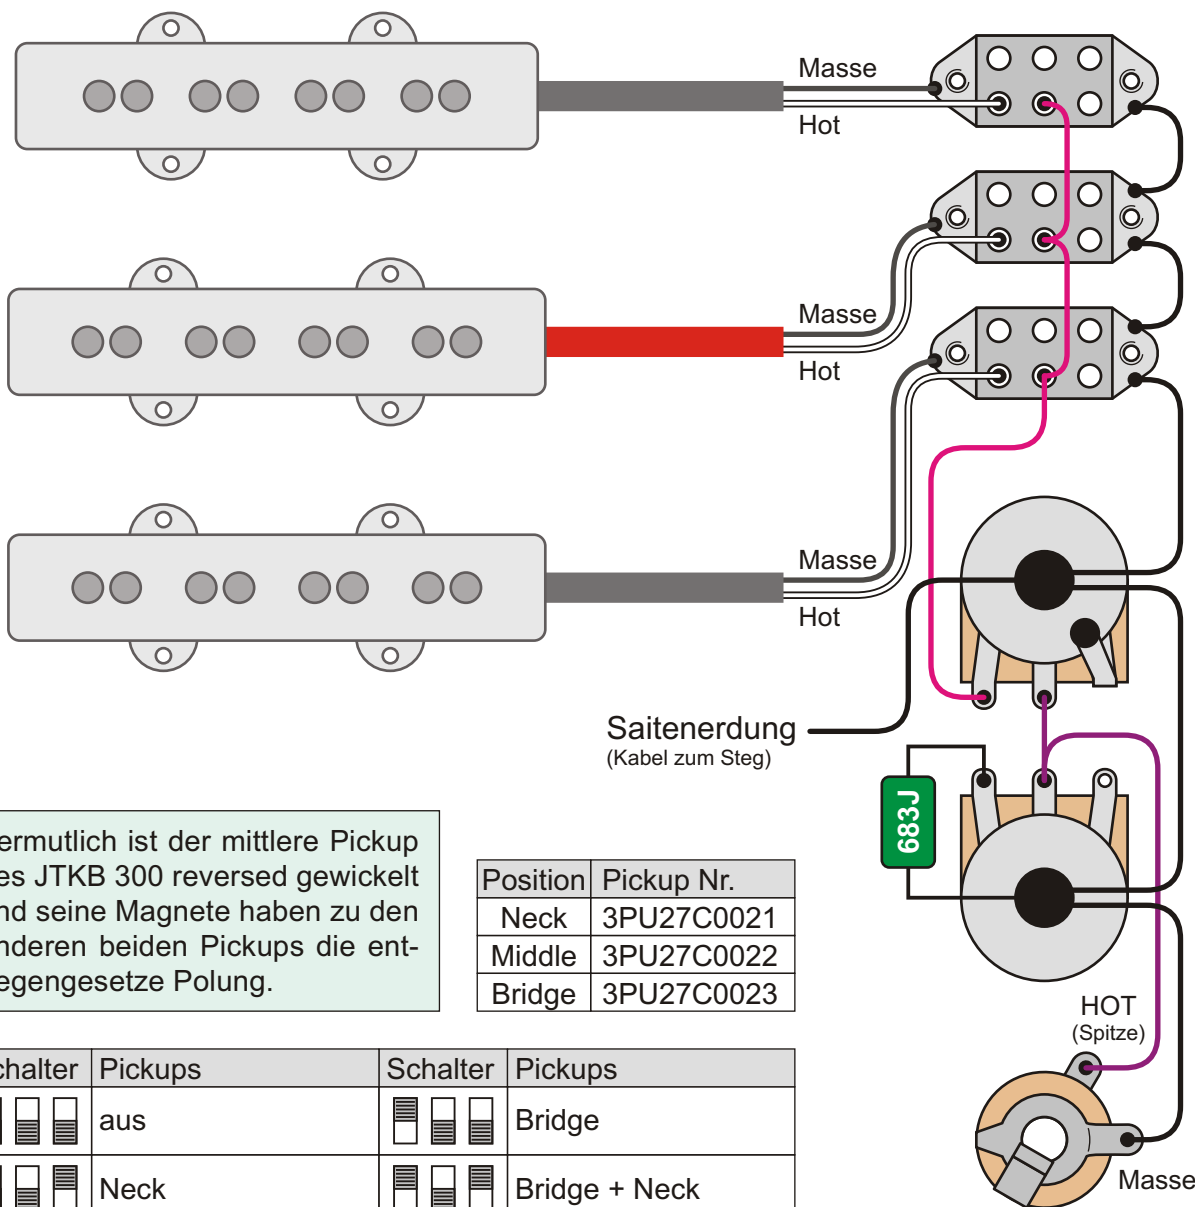 Masse
Hot
Masse
Hot
Masse
Hot
Saitenerdung
(Kabel zum Steg)
683J
ermutlich ist der mittlere Pickup
es JTKB 300 reversed gewickelt
nd seine Magnete haben zu den
nderen beiden Pickups die ent-
egengesetze Polung.
Position Pickup Nr.
Neck 3PU27C0021
Middle 3PU27C0022
Bridge 3PU27C0023
HOT
(Spitze)
Masse
chalter Pickups Schalter Pickups
aus Bridge
Neck Bridge + Neck